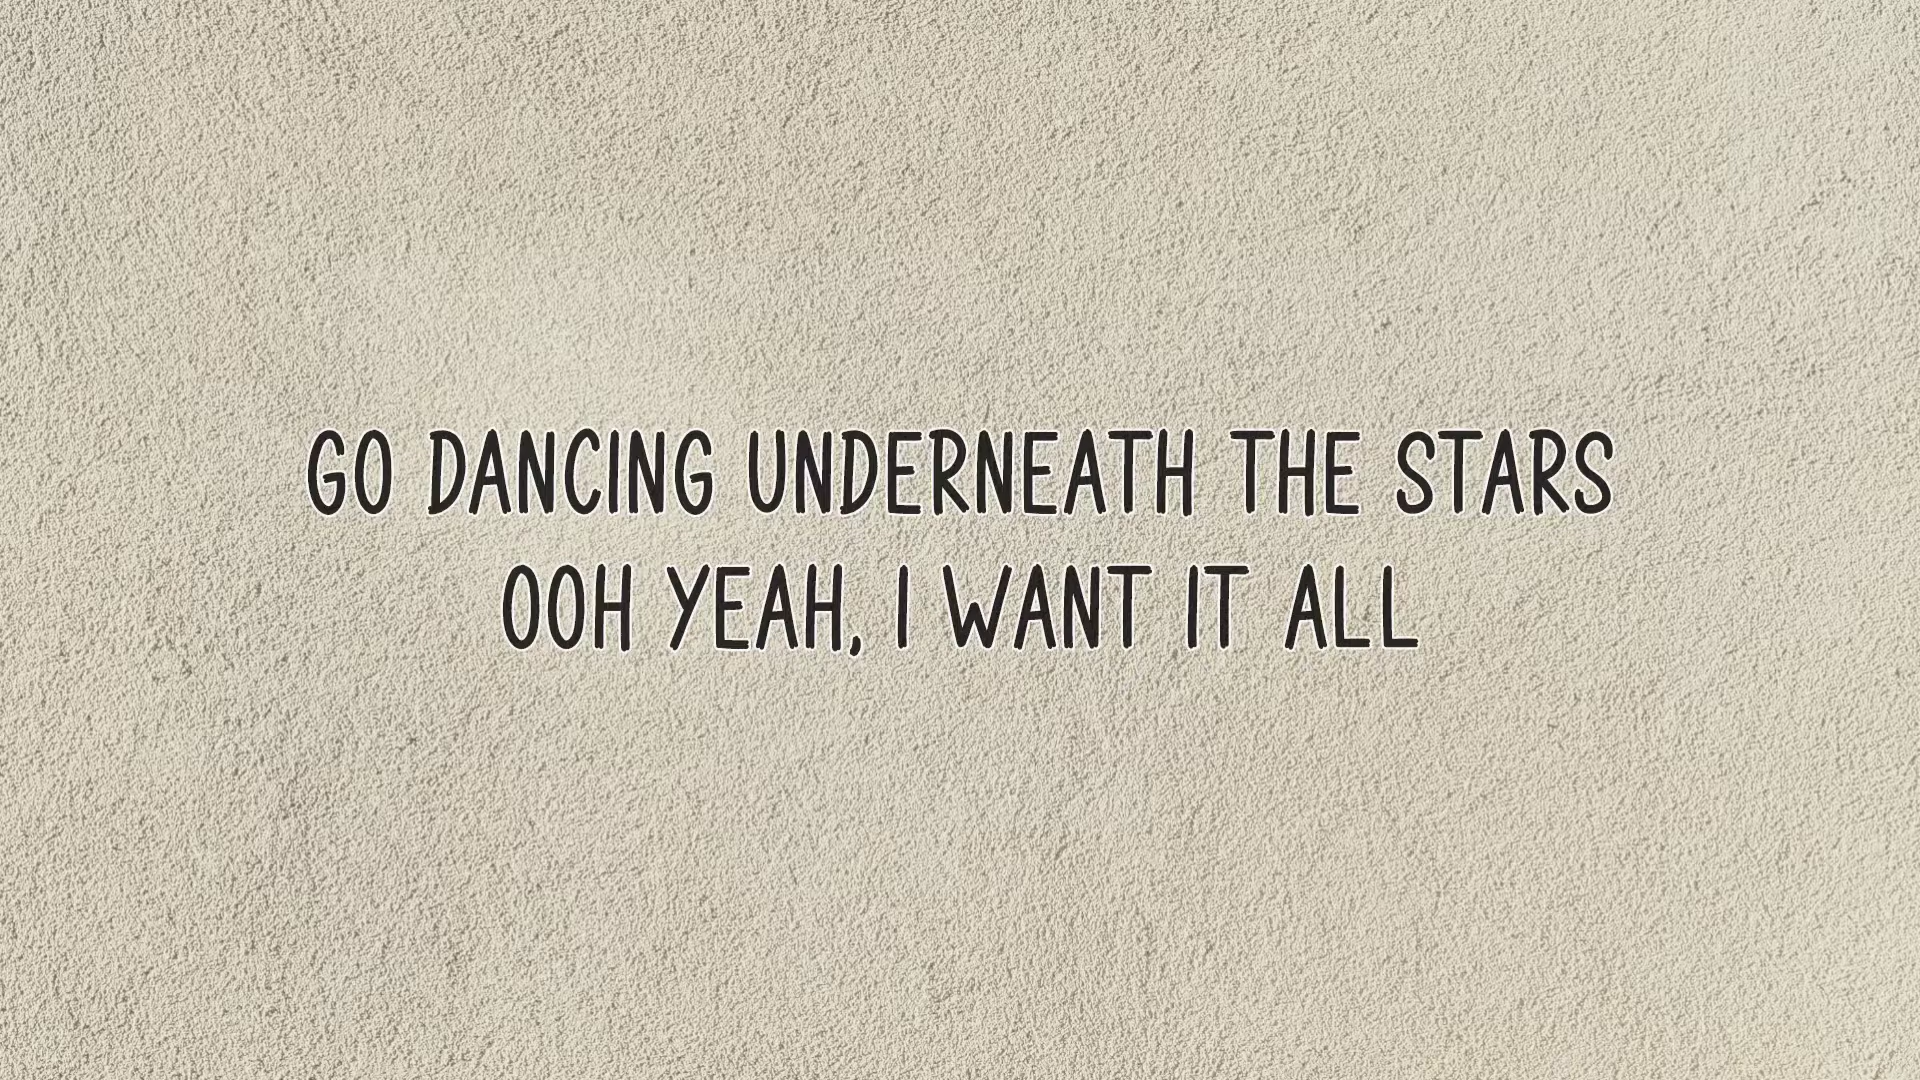 GO DANCING UNDERNEATH THE STARS
OOH YEAH, I WANT IT ALL